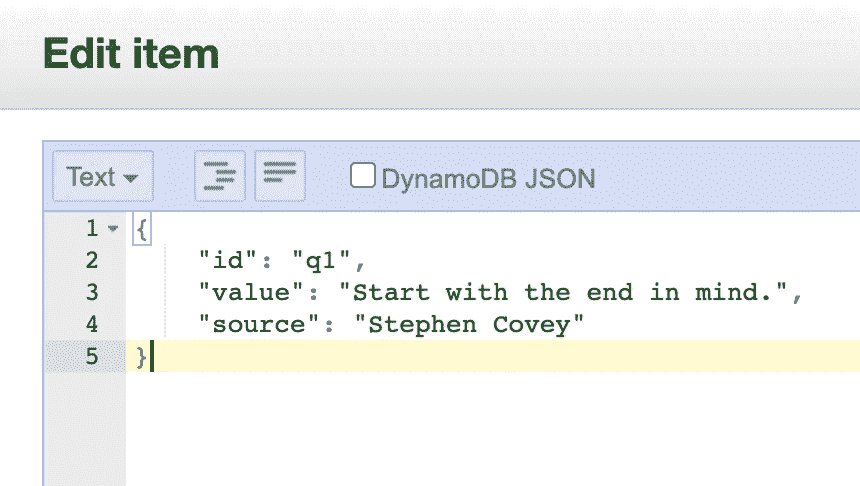 Edit item
Text
DynamoDB JSON
1 {
2 "id": "q1",
3 "value": "Start with the end in mind.",
4 "source": "Stephen Covey"
5 }